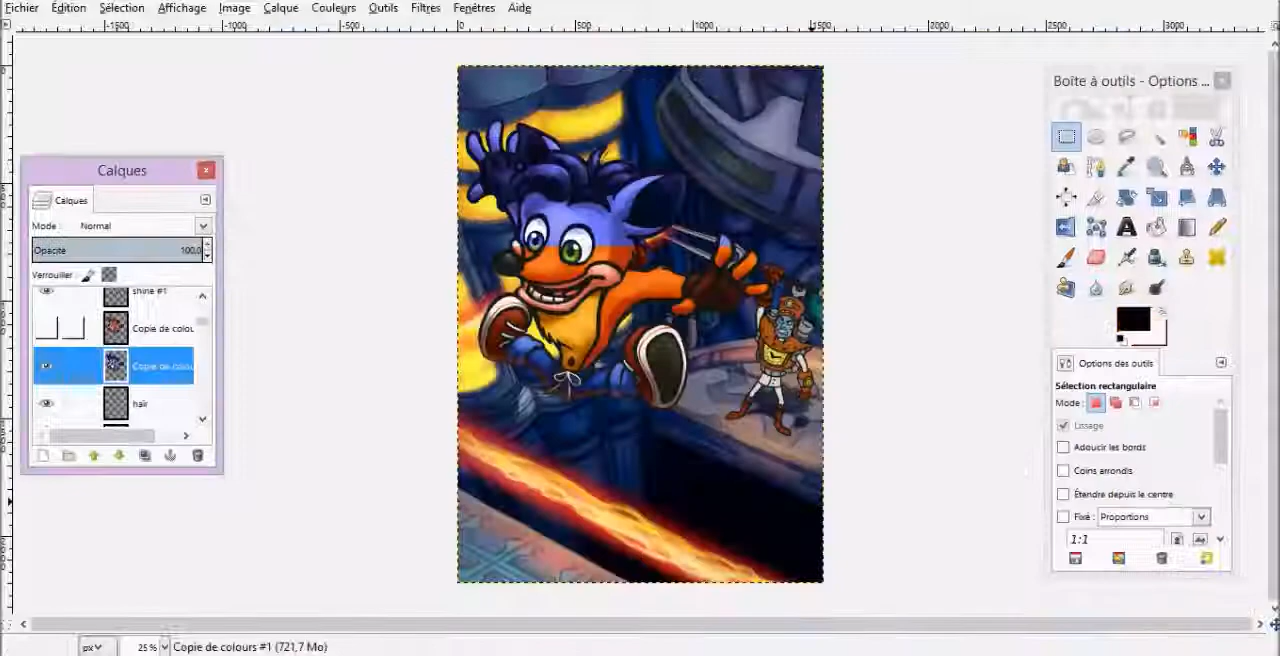 Fichier Édition Sélection Affichage Image Calque Couleurs Outils Filtres Fenêtres Aide
-1500 -1000 -500 0 500 1000 1500 2000 2500 3000
Boîte à outils - Options ...
Calques
Calques
Mode : Normal
Opacité 100,0
Verrouiller :
shine #1
Copie de colou
Copie de colou
hair
Options des outils
Sélection rectangulaire
Mode :
Lissage
Adoucir les bords
Coins arrondis
Étendre depuis le centre
Fixé : Proportions
1:1
px 25 % Copie de colours #1 (721,7 Mo)